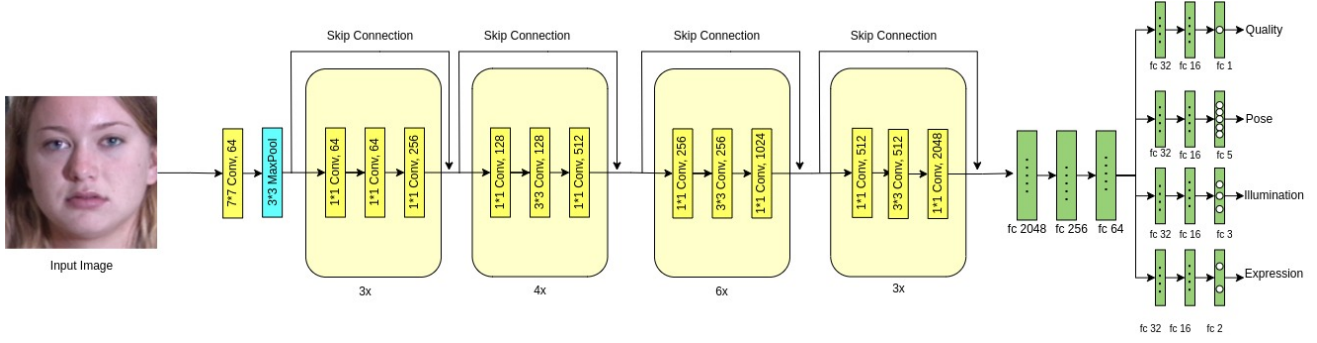 Skip Connection
Skip Connection
Skip Connection
Skip Connection
Input Image
7*7 Conv, 64
3*3 MaxPool
1*1 Conv, 64
1*1 Conv, 64
1*1 Conv, 256
3x
1*1 Conv, 128
3*3 Conv, 128
1*1 Conv, 512
4x
1*1 Conv, 256
3*3 Conv, 256
1*1 Conv, 1024
6x
1*1 Conv, 512
3*3 Conv, 512
1*1 Conv, 2048
3x
fc 2048
fc 256
fc 64
Quality
fc 32
fc 16
fc 1
Pose
fc 32
fc 16
fc 5
Illumination
fc 32
fc 16
fc 3
Expression
fc 32
fc 16
fc 2